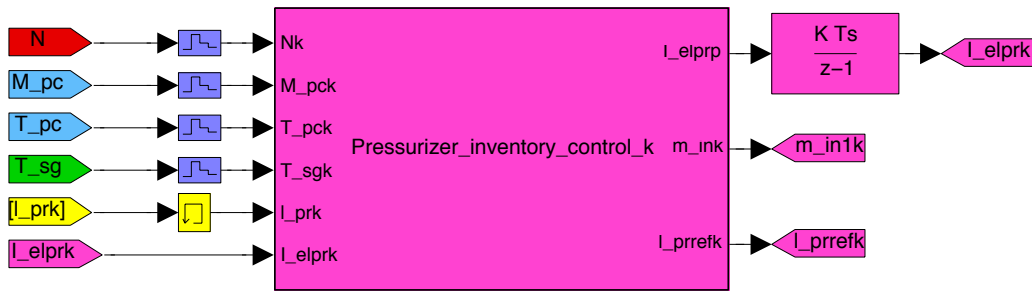 N
Nk
M_pc
M_pck
T_pc
T_pck
T_sg
T_sgk
[l_prk]
l_prk
l_elprk
l_elprk
Pressurizer_inventory_control_k
l_elprp
K Ts
z−1
l_elprk
m_ink
m_in1k
l_prrefk
l_prrefk